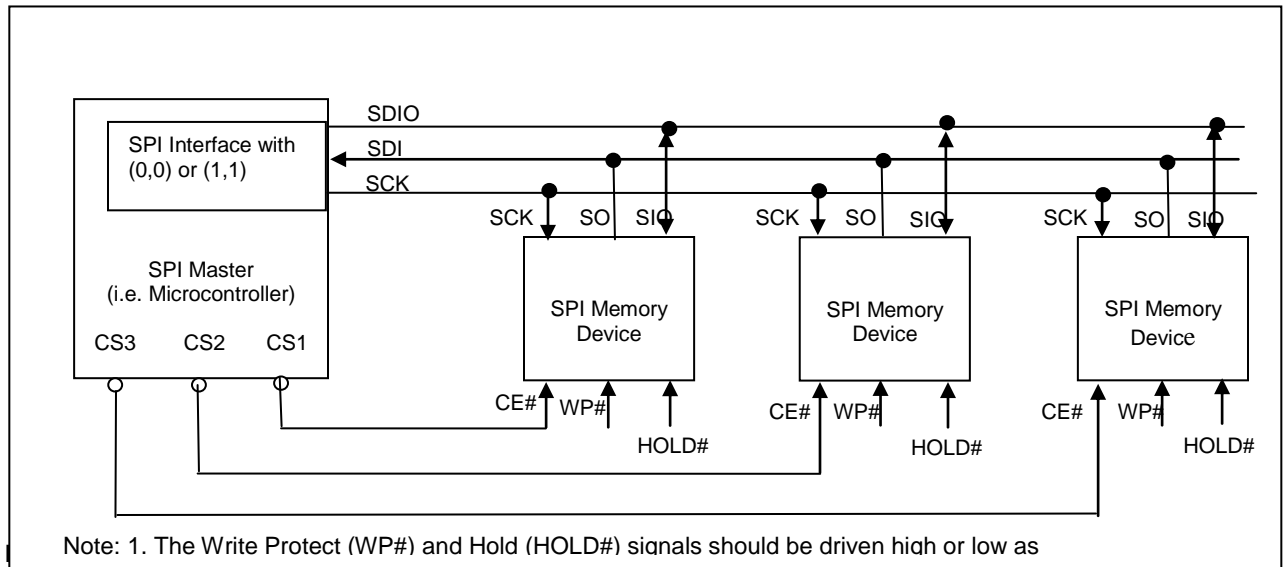 SDIO
SPI Interface with
(0,0) or (1,1)
SDI
SCK
SCK SO SIO
SCK SO SIO
SCK SO SIO
SPI Master
(i.e. Microcontroller)
SPI Memory
Device
SPI Memory
Device
SPI Memory
Device
CS3 CS2 CS1
CE# WP#
HOLD#
CE# WP#
HOLD#
CE# WP#
HOLD#
Note: 1. The Write Protect (WP#) and Hold (HOLD#) signals should be driven high or low as